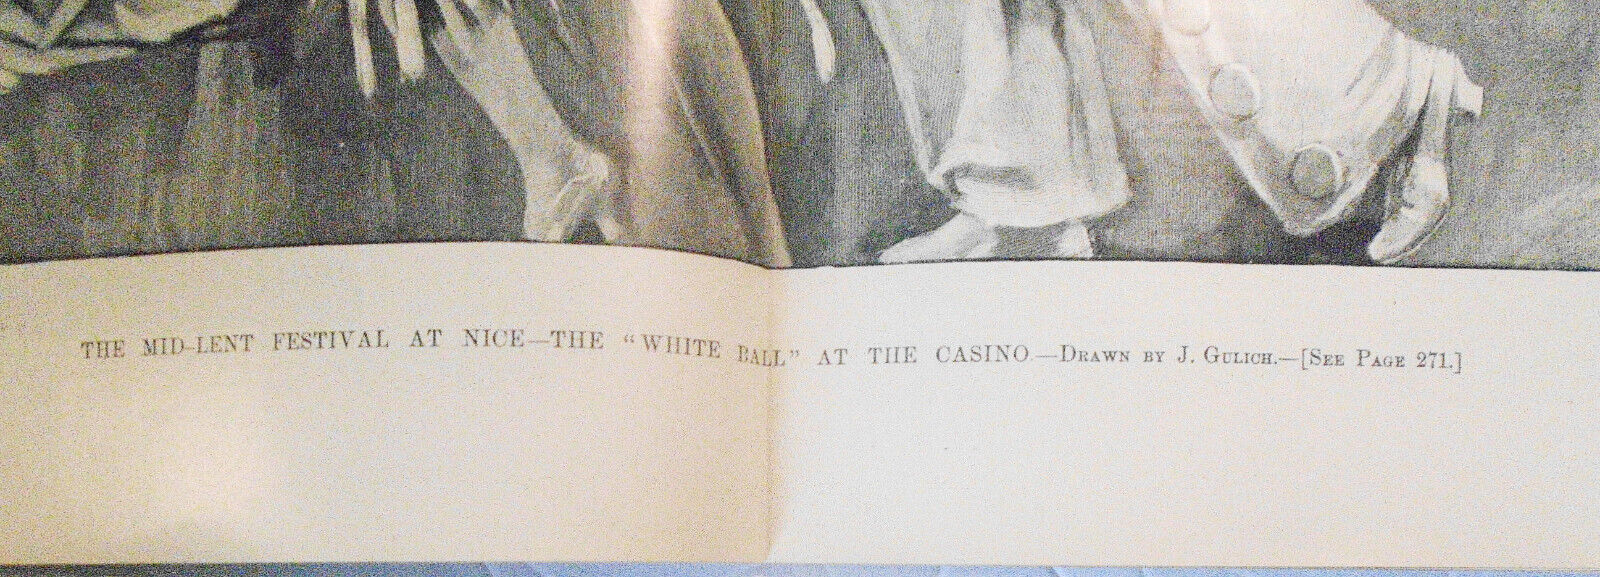 THE MID-LENT FESTIVAL AT NICE—THE "WHITE BALL" AT THE CASINO.—DRAWN BY J. GULICH.—[SEE PAGE 271.]